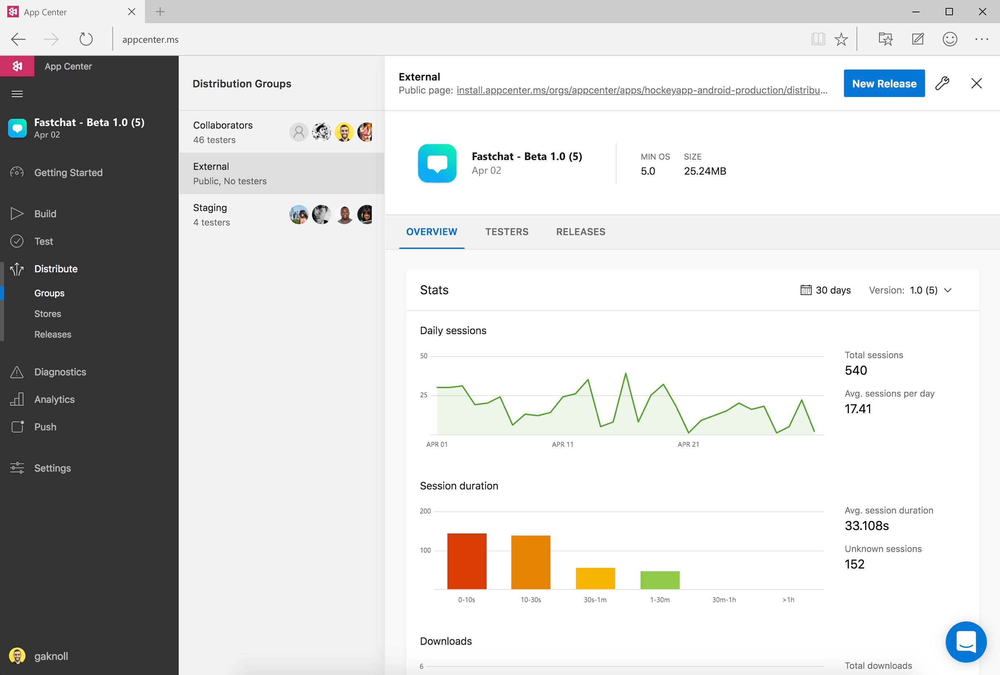 App Center
appcenter.ms
App Center
Fastchat - Beta 1.0 (5)
Apr 02
Getting Started
Build
Test
Distribute
Groups
Stores
Releases
Diagnostics
Analytics
Push
Settings
gaknoll
Distribution Groups
Collaborators
46 testers
External
Public, No testers
Staging
4 testers
External
Public page: install.appcenter.ms/orgs/appcenter/apps/hockeyapp-android-production/distribu...
New Release
Fastchat - Beta 1.0 (5)
Apr 02
MIN OS
5.0
SIZE
25.24MB
OVERVIEW
TESTERS
RELEASES
Stats
30 days
Version: 1.0 (5)
Daily sessions
50
25
APR 01
APR 11
APR 21
Total sessions
540
Avg. sessions per day
17.41
Session duration
200
100
0-10s
10-30s
30s-1m
1-30m
30m-1h
>1h
Avg. session duration
33.108s
Unknown sessions
152
Downloads
6
Total downloads